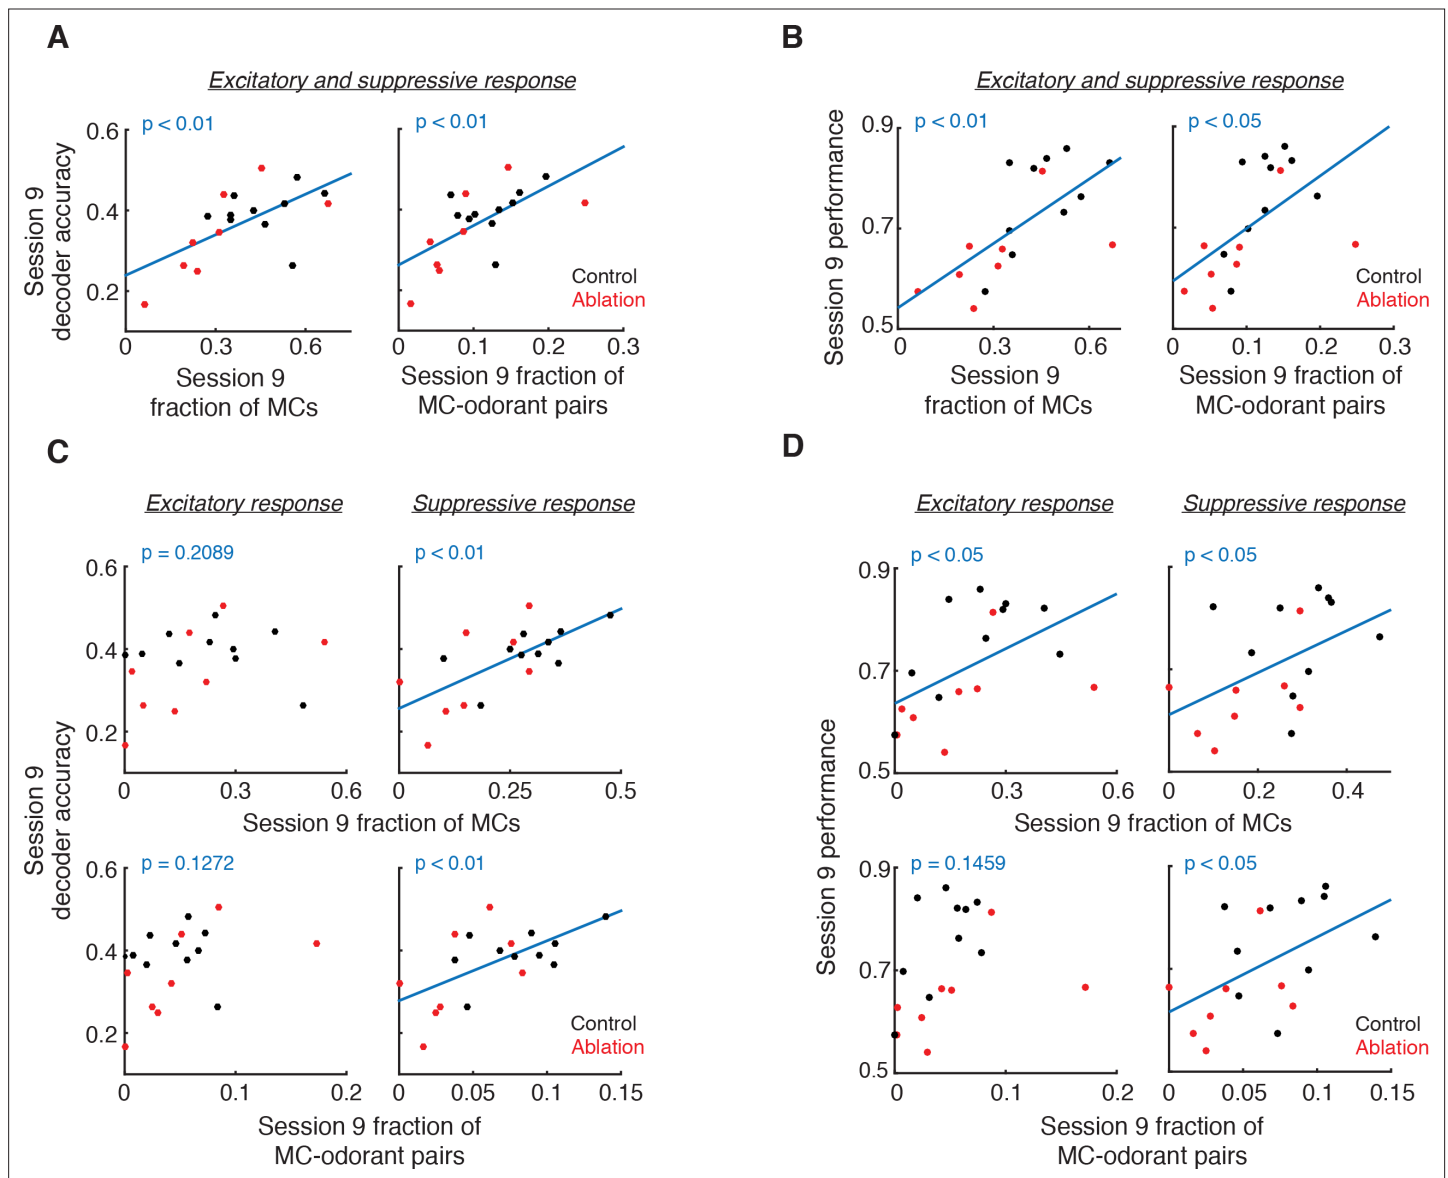 A
Excitatory and suppressive response
p < 0.01
p < 0.01
Session 9
decoder accuracy
0.6
0.4
0.2
Control
Ablation
0
0.3
0.6
0
0.1
0.2
0.3
Session 9
fraction of MCs
Session 9 fraction of
MC-odorant pairs
B
Excitatory and suppressive response
p < 0.01
p < 0.05
Session 9 performance
0.9
0.7
0.5
Control
Ablation
0
0.3
0.6
0
0.1
0.2
0.3
Session 9
fraction of MCs
Session 9 fraction of
MC-odorant pairs
C
Excitatory response
Suppressive response
p = 0.2089
p < 0.01
Session 9
decoder accuracy
0.6
0.4
0.2
0
0.3
0.6
0
0.25
0.5
Session 9 fraction of MCs
p = 0.1272
p < 0.01
0.6
0.4
0.2
Control
Ablation
0
0.1
0.2
0
0.05
0.1
0.15
Session 9 fraction of
MC-odorant pairs
D
Excitatory response
Suppressive response
p < 0.05
p < 0.05
Session 9 performance
0.9
0.7
0.5
0
0.3
0.6
0
0.2
0.4
Session 9 fraction of MCs
p = 0.1459
p < 0.05
0.9
0.7
0.5
Control
Ablation
0
0.1
0.2
0
0.05
0.1
0.15
Session 9 fraction of
MC-odorant pairs